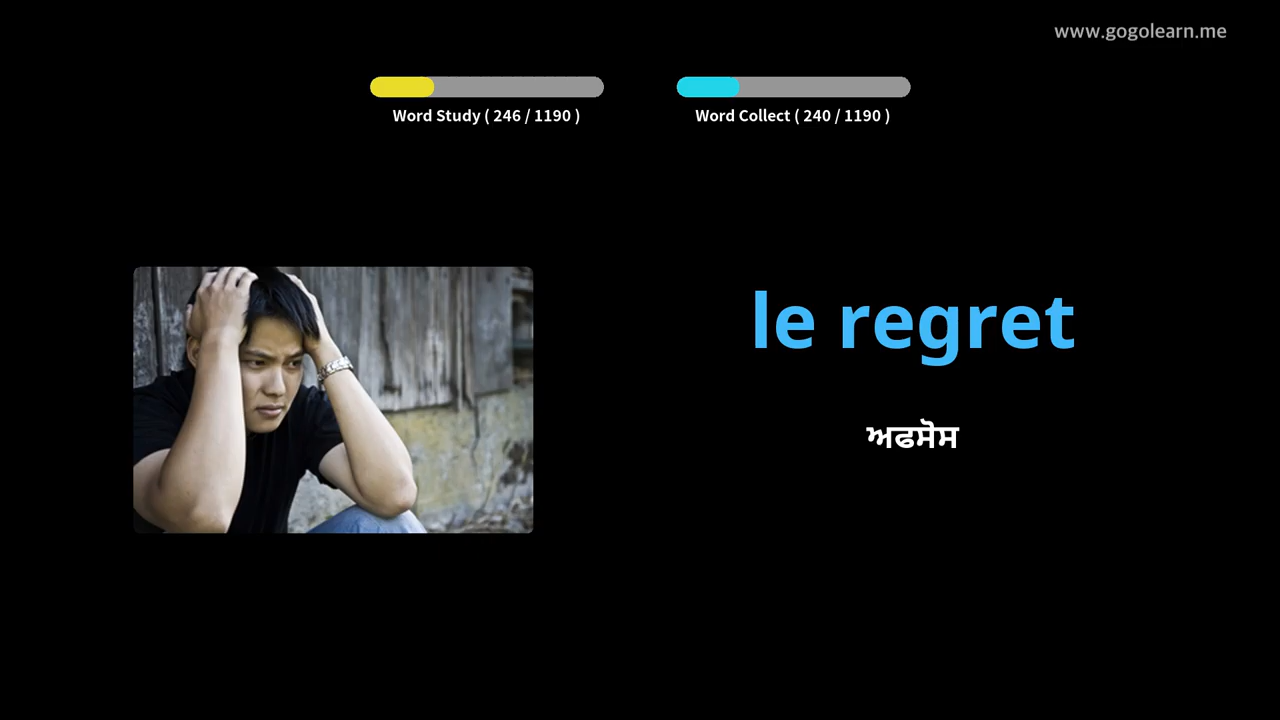 www.gogolearn.me
Word Study ( 246 / 1190 )
Word Collect ( 240 / 1190 )
le regret
ਅਫਸੋਸ